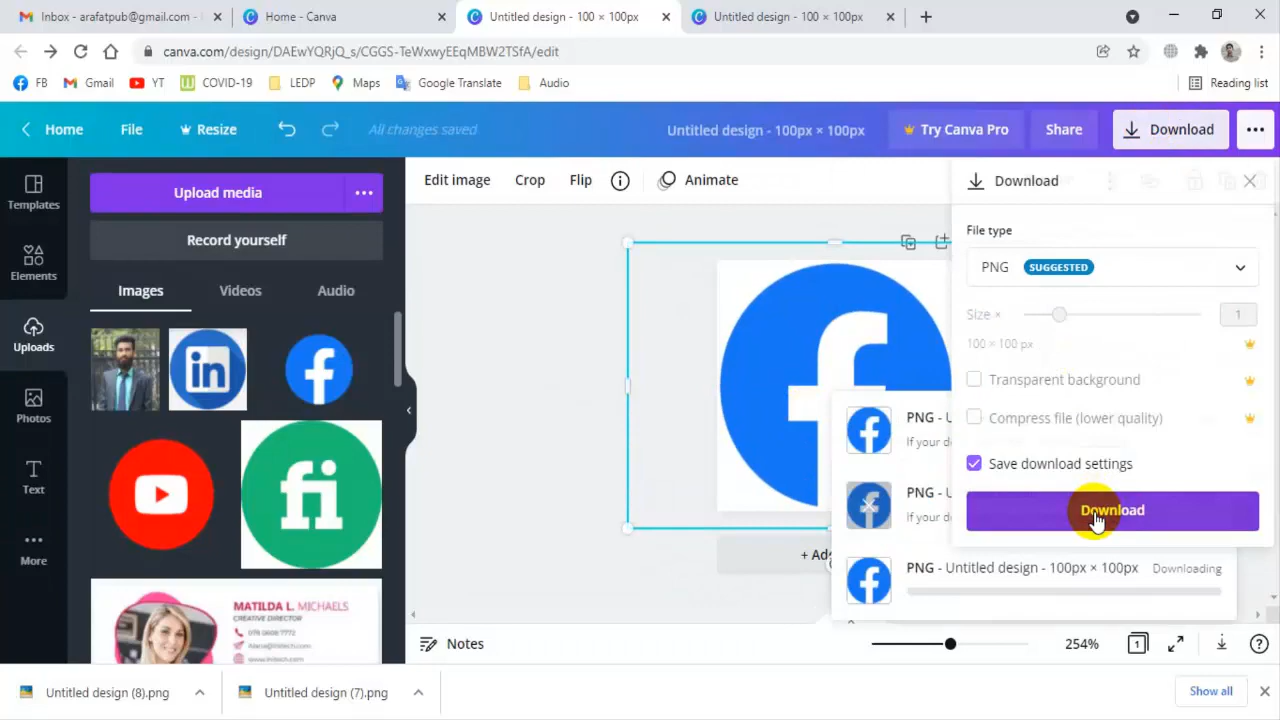 Inbox - arafatpub@gmail.com -
Home - Canva
Untitled design - 100 × 100px
Untitled design - 100 × 100px
canva.com/design/DAEwYQRjQ_s/CGGS-TeWxwyEEqMBW2TSfA/edit
FB
Gmail
YT
COVID-19
LEDP
Maps
Google Translate
Audio
Reading list
Home
File
Resize
All changes saved
Untitled design - 100px × 100px
Try Canva Pro
Share
Download
Templates
Elements
Uploads
Photos
Text
More
Upload media
Record yourself
Images
Videos
Audio
in
f
fi
MATILDA L. MICHAELS
CREATIVE DIRECTOR
Edit image
Crop
Flip
Animate
f
Download
File type
PNG SUGGESTED
Size × 1
100 × 100 px
Transparent background
Compress file (lower quality)
Save download settings
Download
PNG - U
If your d
PNG - U
If your d
PNG - Untitled design - 100px × 100px Downloading
+ Ad
Notes
254%
1
Untitled design (8).png
Untitled design (7).png
Show all